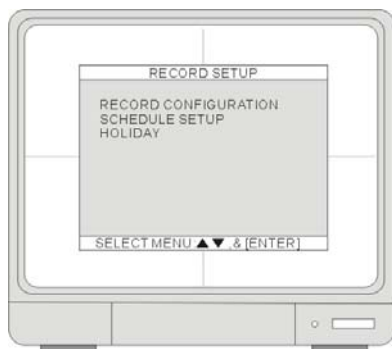 RECORD SETUP
RECORD CONFIGURATION
SCHEDULE SETUP
HOLIDAY
SELECT MENU ▲▼ ,& [ENTER]